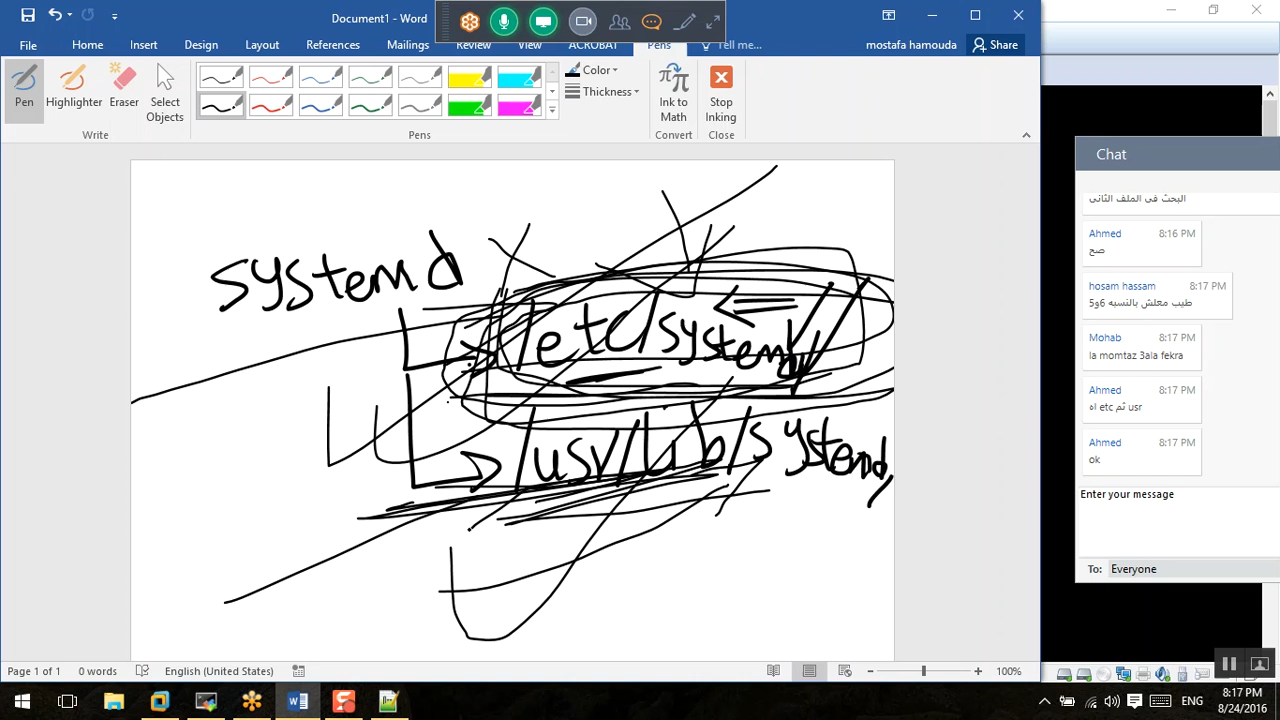 Document1 - Word
File
Home
Insert
Design
Layout
References
Mailings
Review
View
ACROBAT
Pens
Tell me...
mostafa hamouda
Share
Pen
Highlighter
Eraser
Select Objects
Color
Thickness
Ink to Math
Stop Inking
Write
Pens
Convert
Close
systemd
/etc/systemd/
/usr/lib/systemd/
Chat
البحث فى الملف الثانى
Ahmed 8:16 PM
صح
hosam hassam 8:17 PM
طيب معلش بالنسبه 6و5
Mohab 8:17 PM
la momtaz 3ala fekra
Ahmed 8:17 PM
اه etc ثم usr
Ahmed 8:17 PM
ok
Enter your message
To: Everyone
Page 1 of 1
0 words
English (United States)
100%
ENG
8:17 PM
8/24/2016